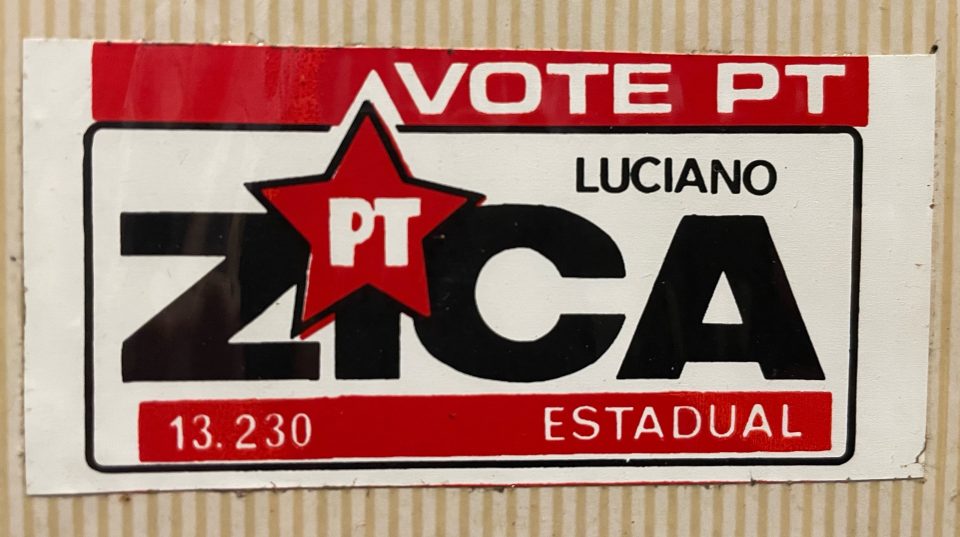 VOTE PT
LUCIANO
ZICA
PT
13.230 ESTADUAL